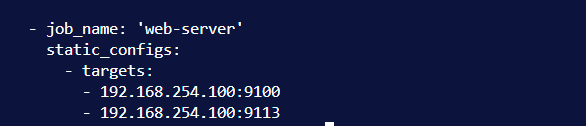 - job_name: 'web-server'
static_configs:
- targets:
- 192.168.254.100:9100
- 192.168.254.100:9113